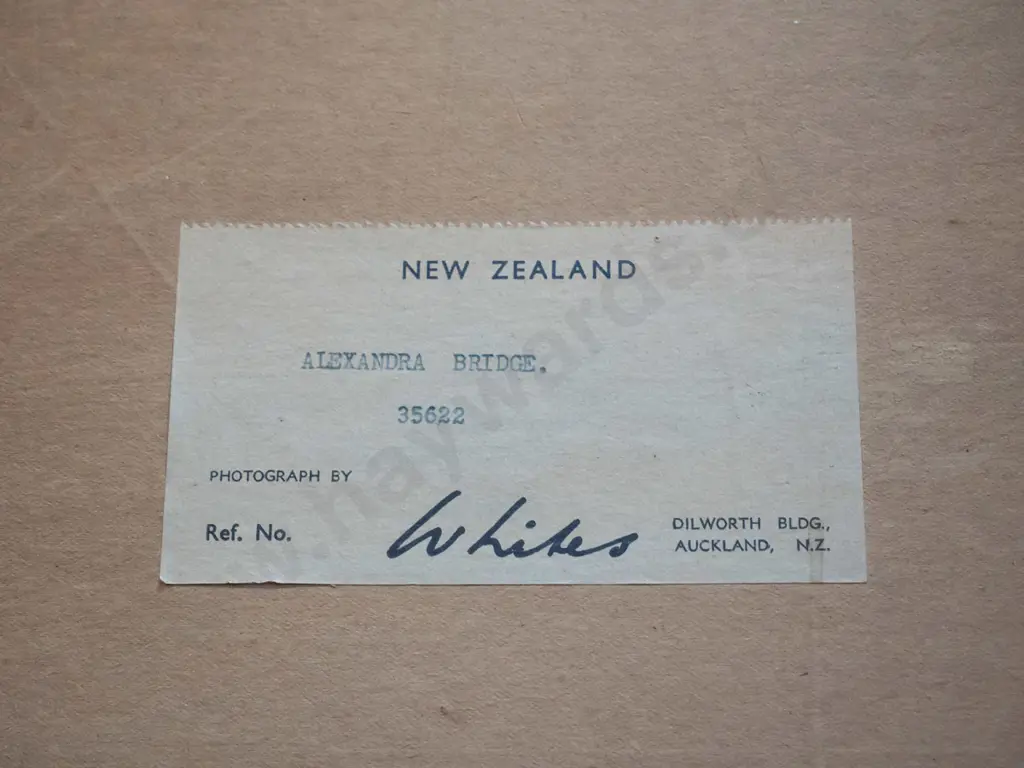 NEW ZEALAND
ALEXANDRA BRIDGE.
35622
PHOTOGRAPH BY
Ref. No.
Whites
DILWORTH BLDG.,
AUCKLAND, N.Z.